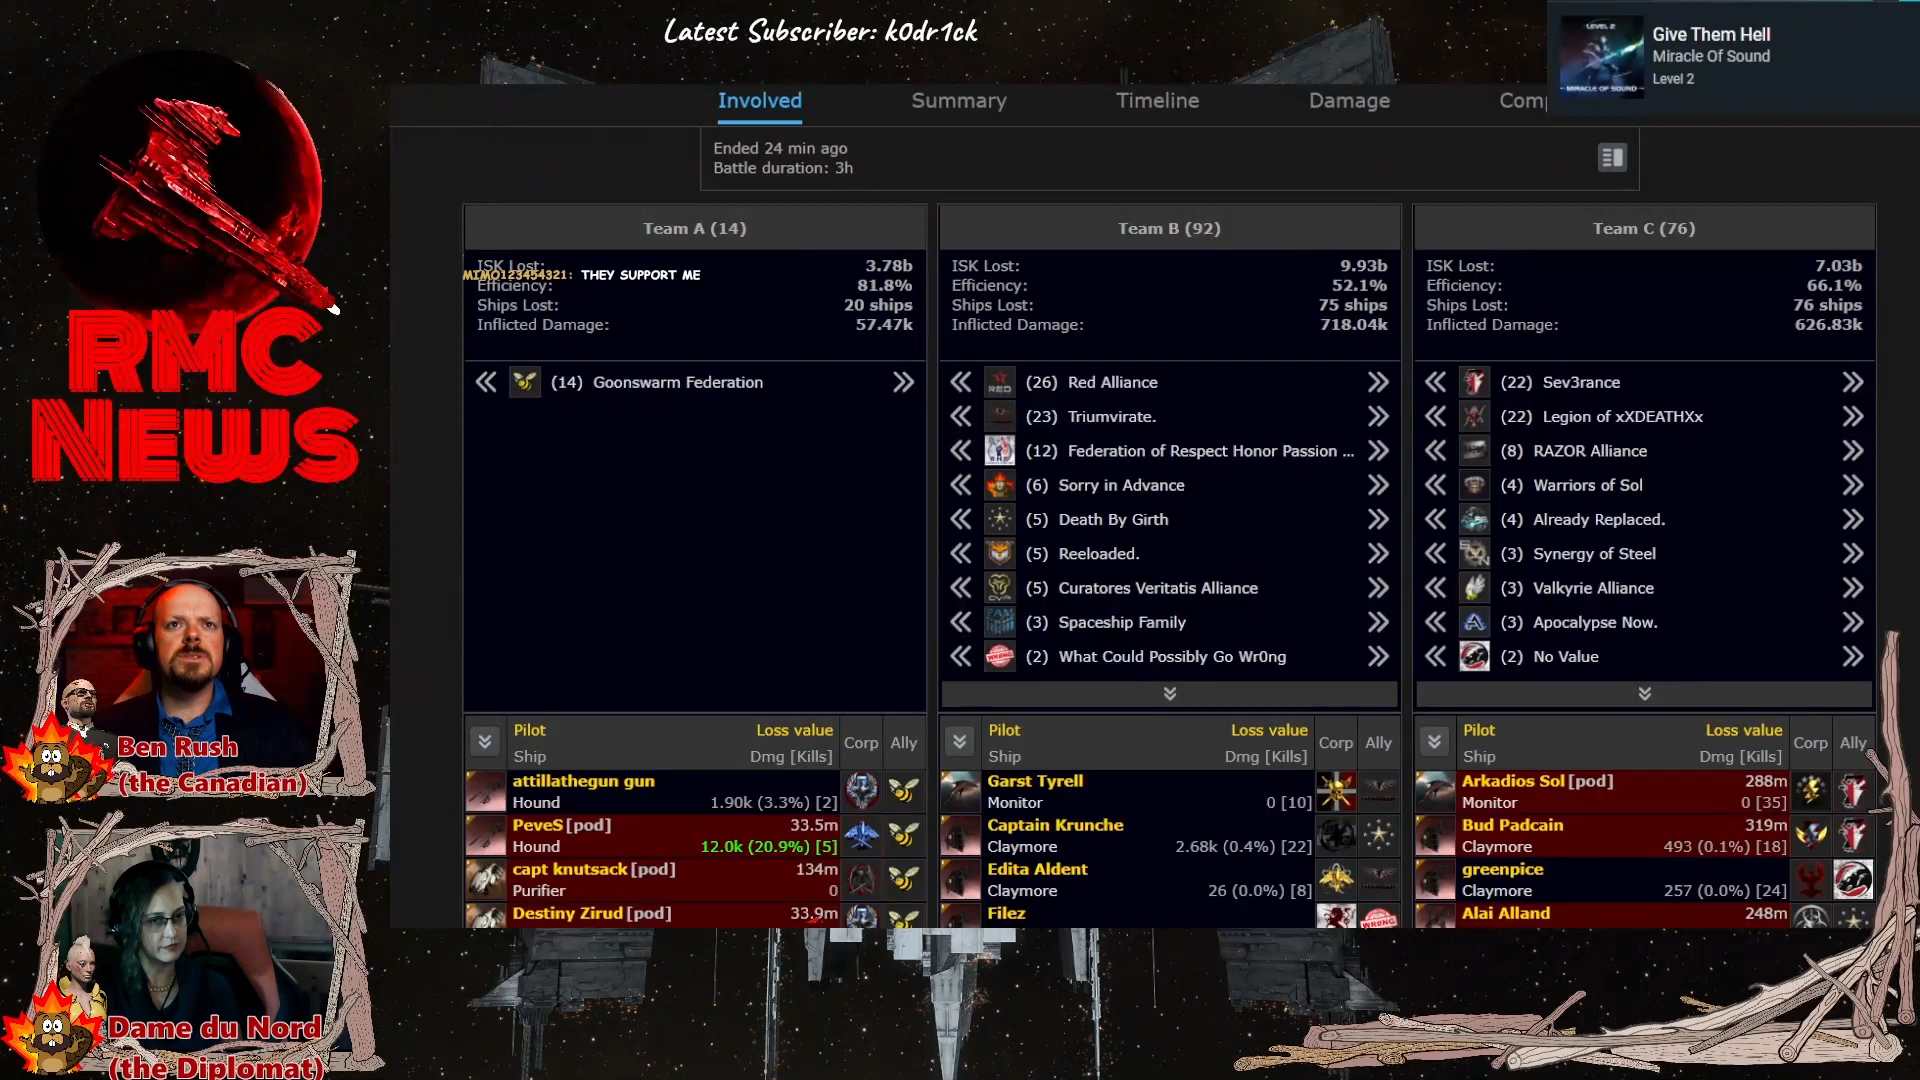 Latest Subscriber: k0dr1ck
Give Them Hell
Miracle Of Sound
Level 2
LEVEL 2
MIRACLE OF SOUND
Involved
Summary
Timeline
Damage
Com
Ended 24 min ago
Battle duration: 3h
RMC
News
Team A (14)
ISK Lost: 3.78b
MIMO123454321: THEY SUPPORT ME
Efficiency: 81.8%
Ships Lost: 20 ships
Inflicted Damage: 57.47k
(14) Goonswarm Federation
Team B (92)
ISK Lost: 9.93b
Efficiency: 52.1%
Ships Lost: 75 ships
Inflicted Damage: 718.04k
(26) Red Alliance
(23) Triumvirate.
(12) Federation of Respect Honor Passion ...
(6) Sorry in Advance
(5) Death By Girth
(5) Reeloaded.
(5) Curatores Veritatis Alliance
(3) Spaceship Family
(2) What Could Possibly Go Wr0ng
Team C (76)
ISK Lost: 7.03b
Efficiency: 66.1%
Ships Lost: 76 ships
Inflicted Damage: 626.83k
(22) Sev3rance
(22) Legion of xXDEATHXx
(8) RAZOR Alliance
(4) Warriors of Sol
(4) Already Replaced.
(3) Synergy of Steel
(3) Valkyrie Alliance
(3) Apocalypse Now.
(2) No Value
Pilot Loss value
Ship Dmg [Kills] Corp Ally
attillathegun gun
Hound 1.90k (3.3%) [2]
PeveS[pod] 33.5m
Hound 12.0k (20.9%) [5]
capt knutsack[pod] 134m
Purifier 0
Destiny Zirud[pod] 33.9m
Pilot Loss value
Ship Dmg [Kills] Corp Ally
Garst Tyrell
Monitor 0 [10]
Captain Krunche
Claymore 2.68k (0.4%) [22]
Edita Aldent
Claymore 26 (0.0%) [8]
Filez
Pilot Loss value
Ship Dmg [Kills] Corp Ally
Arkadios Sol[pod] 288m
Monitor 0 [35]
Bud Padcain 319m
Claymore 493 (0.1%) [18]
greenpice
Claymore 257 (0.0%) [24]
Alai Alland 248m
Ben Rush
(the Canadian)
Dame du Nord
(the Diplomat)